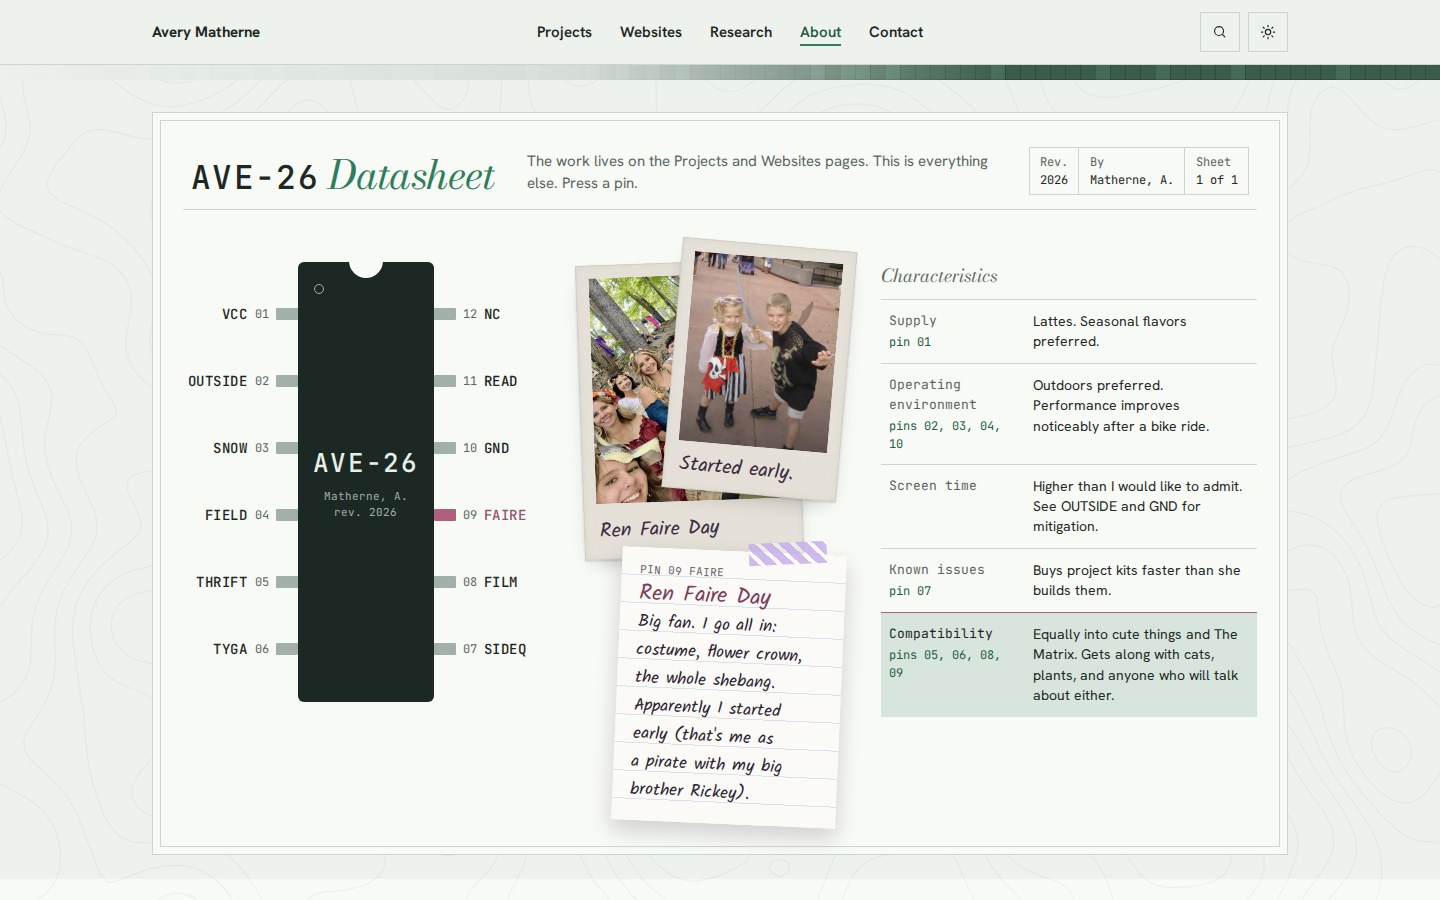 Avery Matherne
Projects
Websites
Research
About
Contact
AVE-26 Datasheet
The work lives on the Projects and Websites pages. This is everything
else. Press a pin.
Rev.
2026
By
Matherne, A.
Sheet
1 of 1
VCC 01
OUTSIDE 02
SNOW 03
FIELD 04
THRIFT 05
TYGA 06
AVE-26
Matherne, A.
rev. 2026
12 NC
11 READ
10 GND
09 FAIRE
08 FILM
07 SIDEQ
Started early.
Ren Faire Day
PIN 09 FAIRE
Ren Faire Day
Big fan. I go all in:
costume, flower crown,
the whole shebang.
Apparently I started
early (that's me as
a pirate with my big
brother Rickey).
Characteristics
Supply
pin 01
Lattes. Seasonal flavors
preferred.
Operating
environment
pins 02, 03, 04,
10
Outdoors preferred.
Performance improves
noticeably after a bike ride.
Screen time
Higher than I would like to admit.
See OUTSIDE and GND for
mitigation.
Known issues
pin 07
Buys project kits faster than she
builds them.
Compatibility
pins 05, 06, 08,
09
Equally into cute things and The
Matrix. Gets along with cats,
plants, and anyone who will talk
about either.